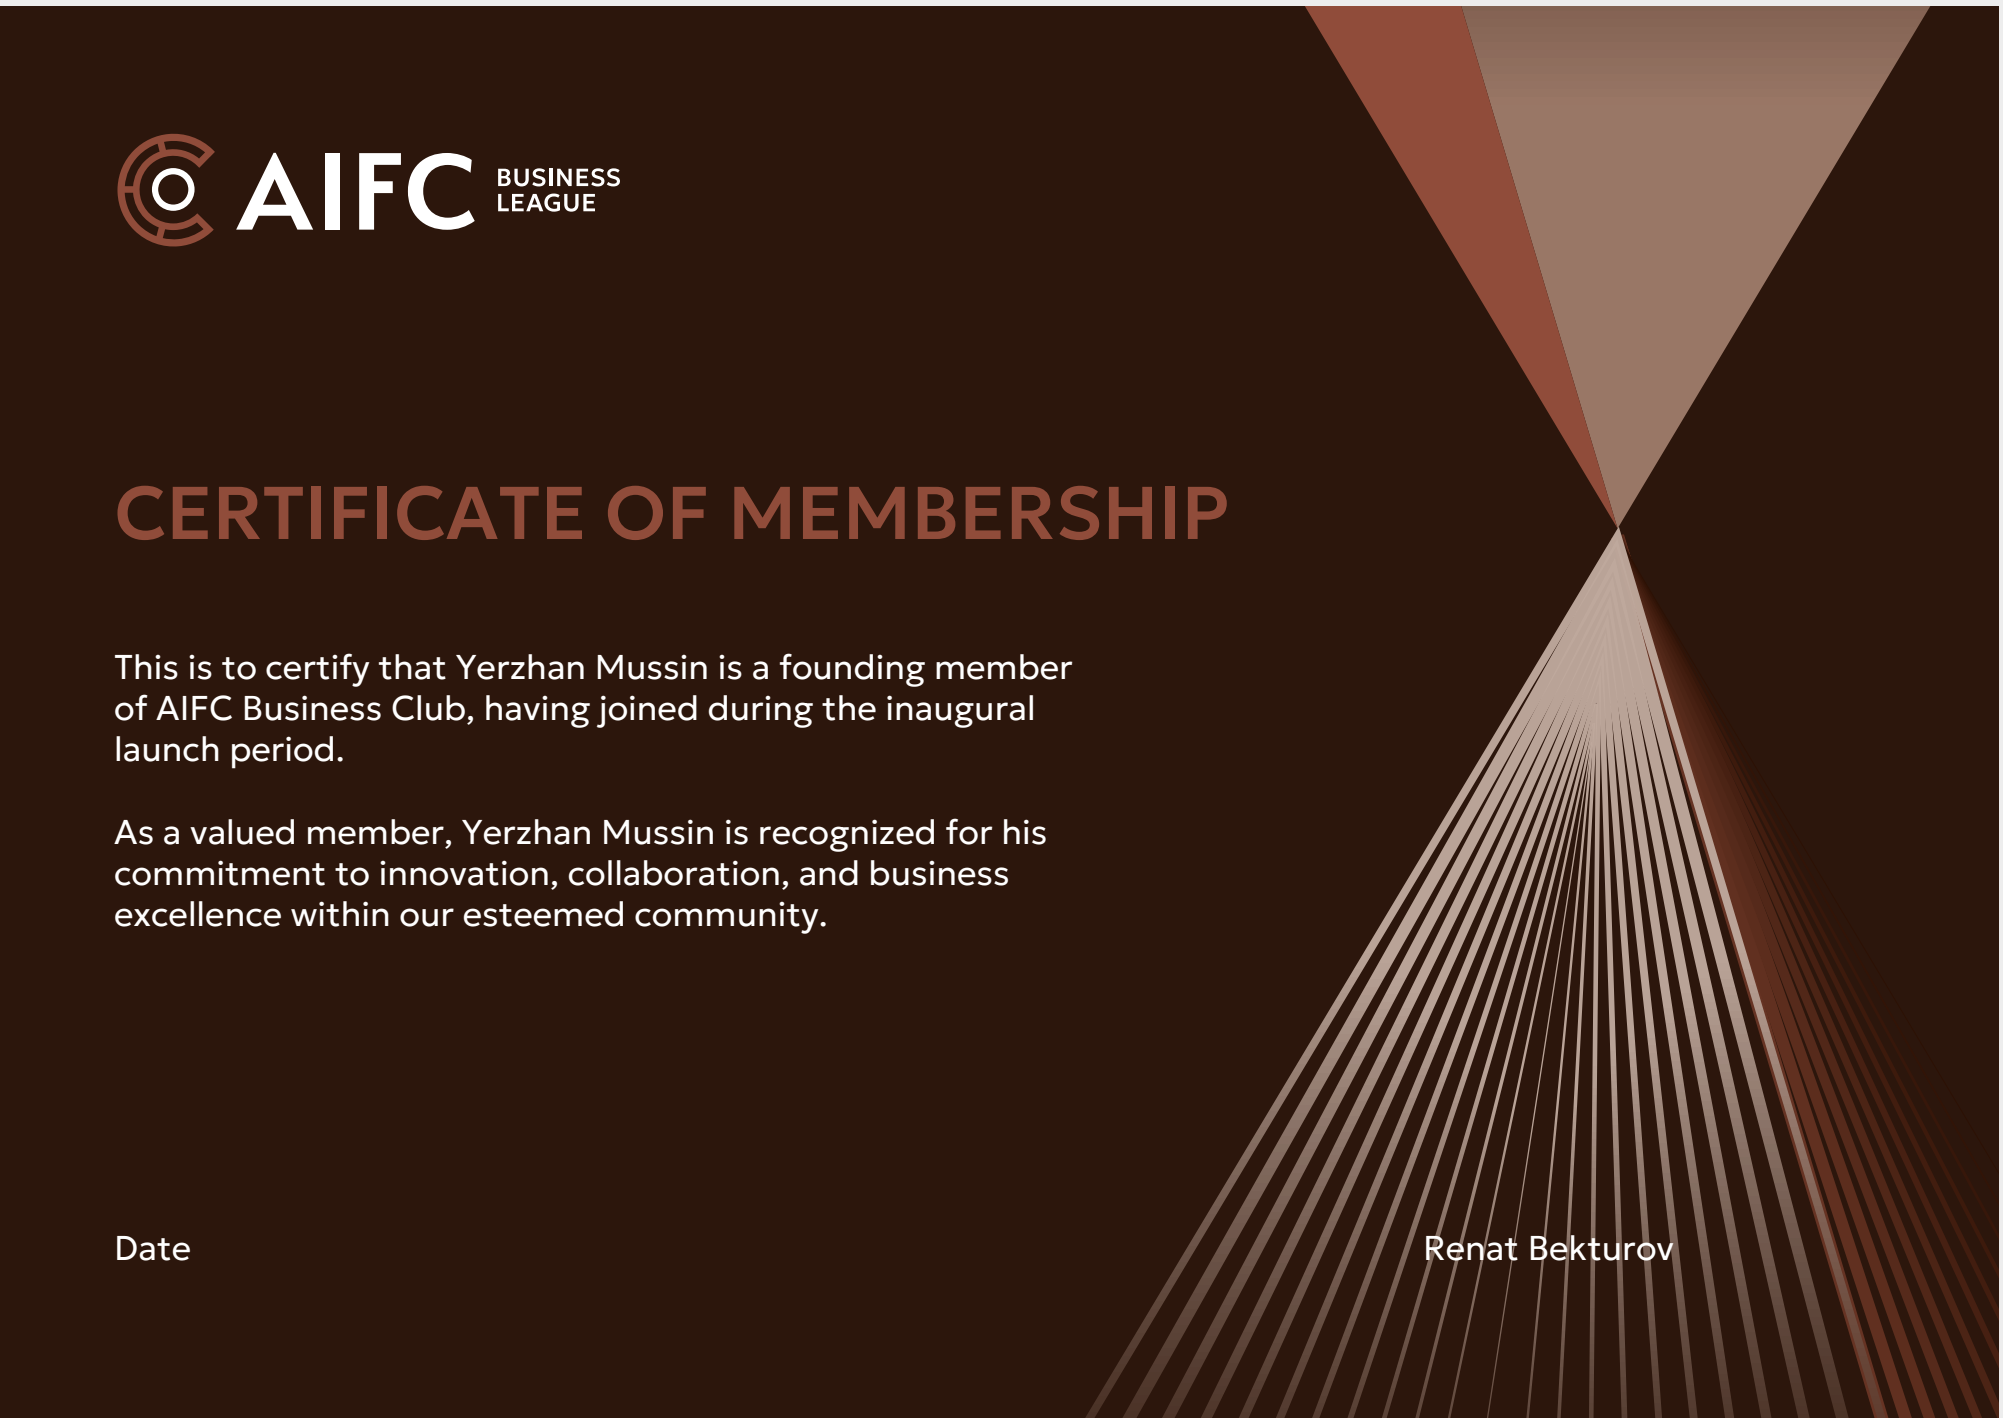 AIFC BUSINESS
LEAGUE
CERTIFICATE OF MEMBERSHIP
This is to certify that Yerzhan Mussin is a founding member
of AIFC Business Club, having joined during the inaugural
launch period.
As a valued member, Yerzhan Mussin is recognized for his
commitment to innovation, collaboration, and business
excellence within our esteemed community.
Date
Renat Bekturov